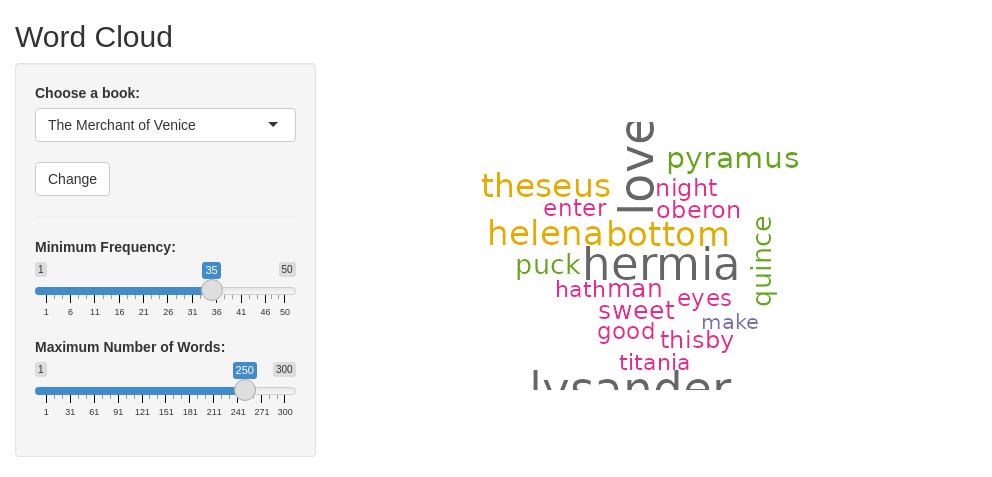 Word Cloud
Choose a book:
The Merchant of Venice
Change
Minimum Frequency:
1 35 50
1 6 11 16 21 26 31 36 41 46 50
Maximum Number of Words:
1 250 300
1 31 61 91 121 151 181 211 241 271 300
love
pyramus
theseus
night
enter
oberon
helena
bottom
quince
puck
hermia
hath
man
eyes
sweet
make
good
thisby
titania
lysander